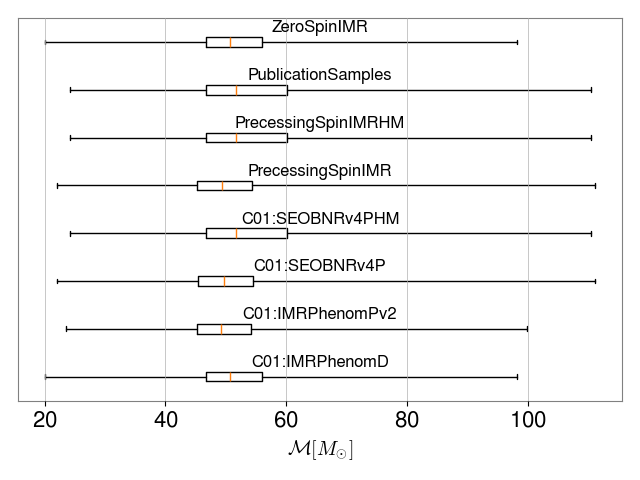 ZeroSpinIMR
PublicationSamples
PrecessingSpinIMRHM
PrecessingSpinIMR
C01:SEOBNRv4PHM
C01:SEOBNRv4P
C01:IMRPhenomPv2
C01:IMRPhenomD
20 40 60 80 100
ℳ[M⊙]